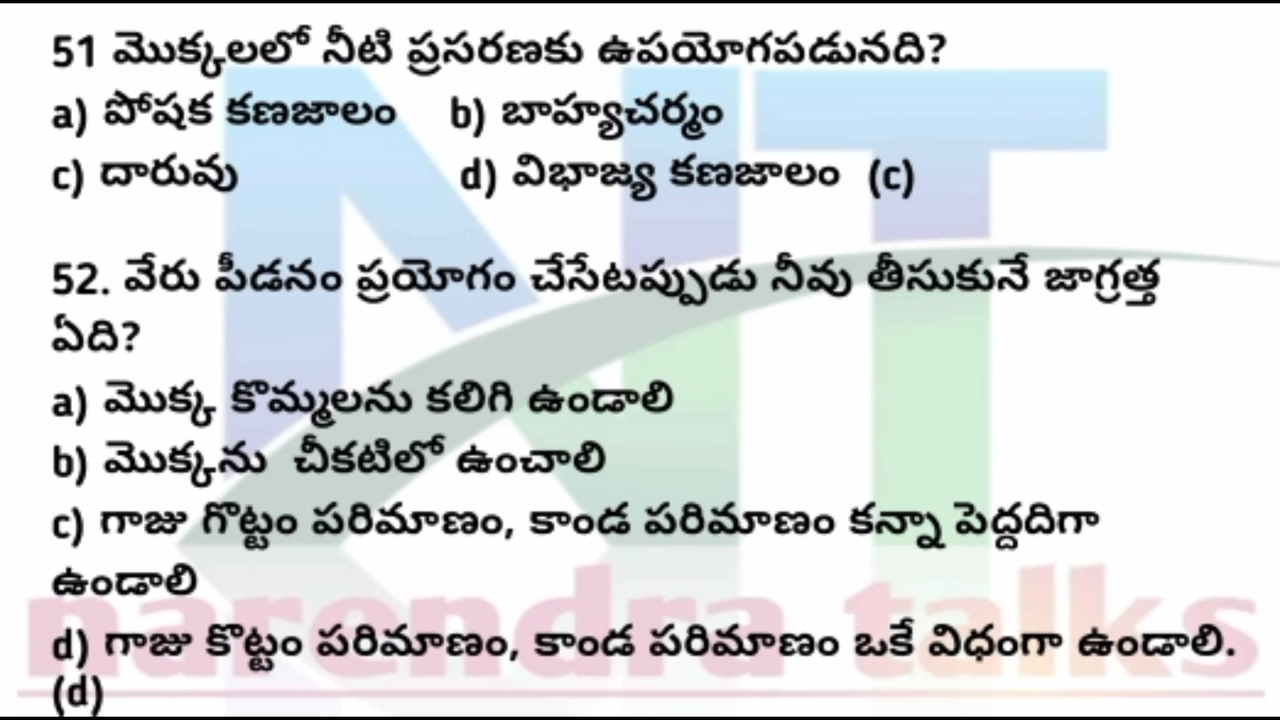 51 మొక్కలలో నీటి ప్రసరణకు ఉపయోగపడునది?
a) పోషక కణజాలం b) బాహ్యచర్మం
c) దారువు d) విభాజ్య కణజాలం (c)
52. వేరు పీడనం ప్రయోగం చేసేటప్పుడు నీవు తీసుకునే జాగ్రత్త
ఏది?
a) మొక్క కొమ్మలను కలిగి ఉండాలి
b) మొక్కను చీకటిలో ఉంచాలి
c) గాజు గొట్టం పరిమాణం, కాండ పరిమాణం కన్నా పెద్దదిగా
ఉండాలి
d) గాజు కొట్టం పరిమాణం, కాండ పరిమాణం ఒకే విధంగా ఉండాలి.
(d)
NT
narendra talks